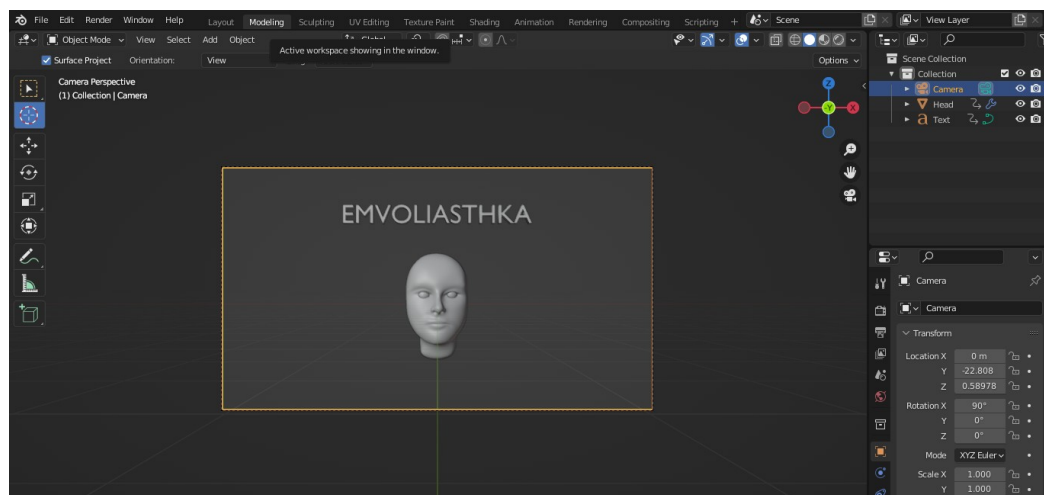 File Edit Render Window Help Layout Modeling Sculpting UV Editing Texture Paint Shading Animation Rendering Compositing Scripting + Scene View Layer
Object Mode View Select Add Object Global
Active workspace showing in the window.
Surface Project Orientation: View Options
Camera Perspective
(1) Collection | Camera
Z
-Y
X
EMVOLIASTHKA
Scene Collection
Collection
Camera
Head
Text
Camera
Camera
Transform
Location X 0 m
Y -22.808
Z 0.58978
Rotation X 90°
Y 0°
Z 0°
Mode XYZ Euler
Scale X 1.000
Y 1.000